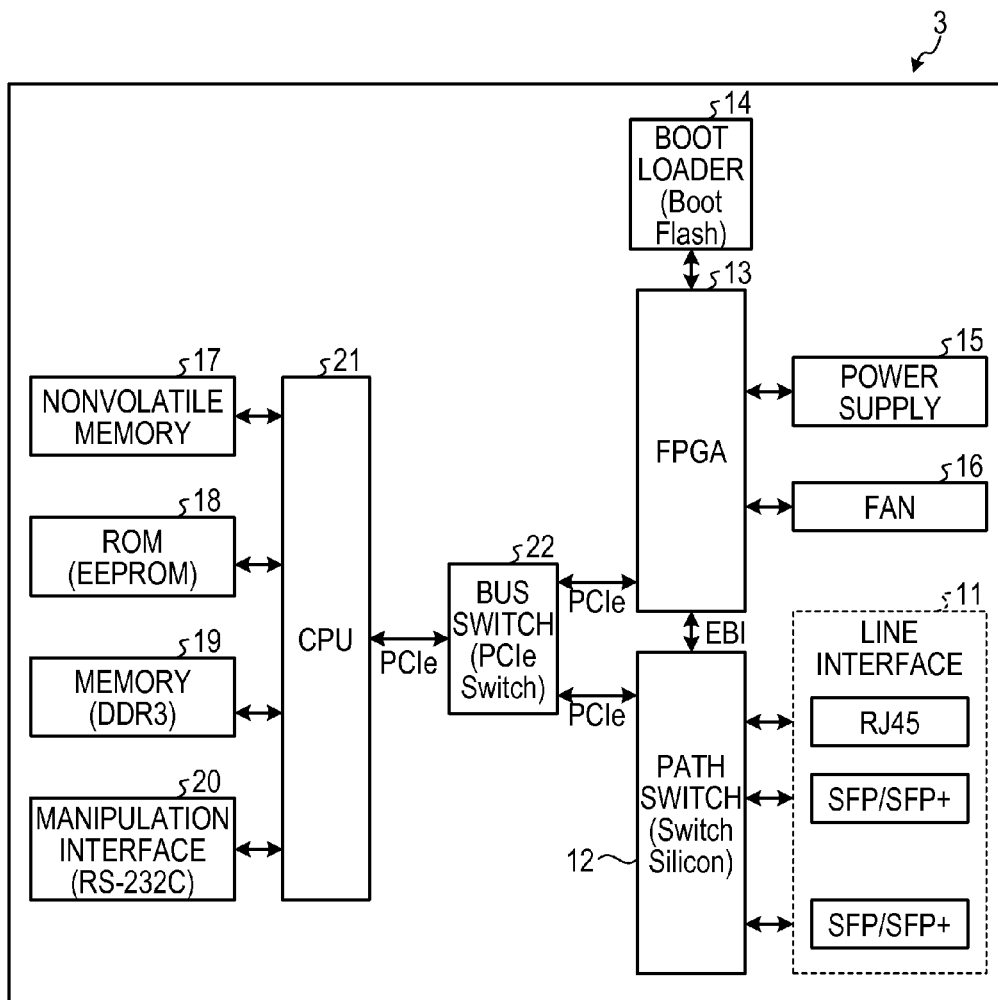 3
14
BOOT
LOADER
(Boot
Flash)
13
FPGA
15
POWER
SUPPLY
16
FAN
17
NONVOLATILE
MEMORY
21
CPU
18
ROM
(EEPROM)
19
MEMORY
(DDR3)
20
MANIPULATION
INTERFACE
(RS-232C)
PCIe
22
BUS
SWITCH
(PCIe
Switch)
PCIe
PCIe
EBI
12
PATH
SWITCH
(Switch
Silicon)
11
LINE
INTERFACE
RJ45
SFP/SFP+
SFP/SFP+